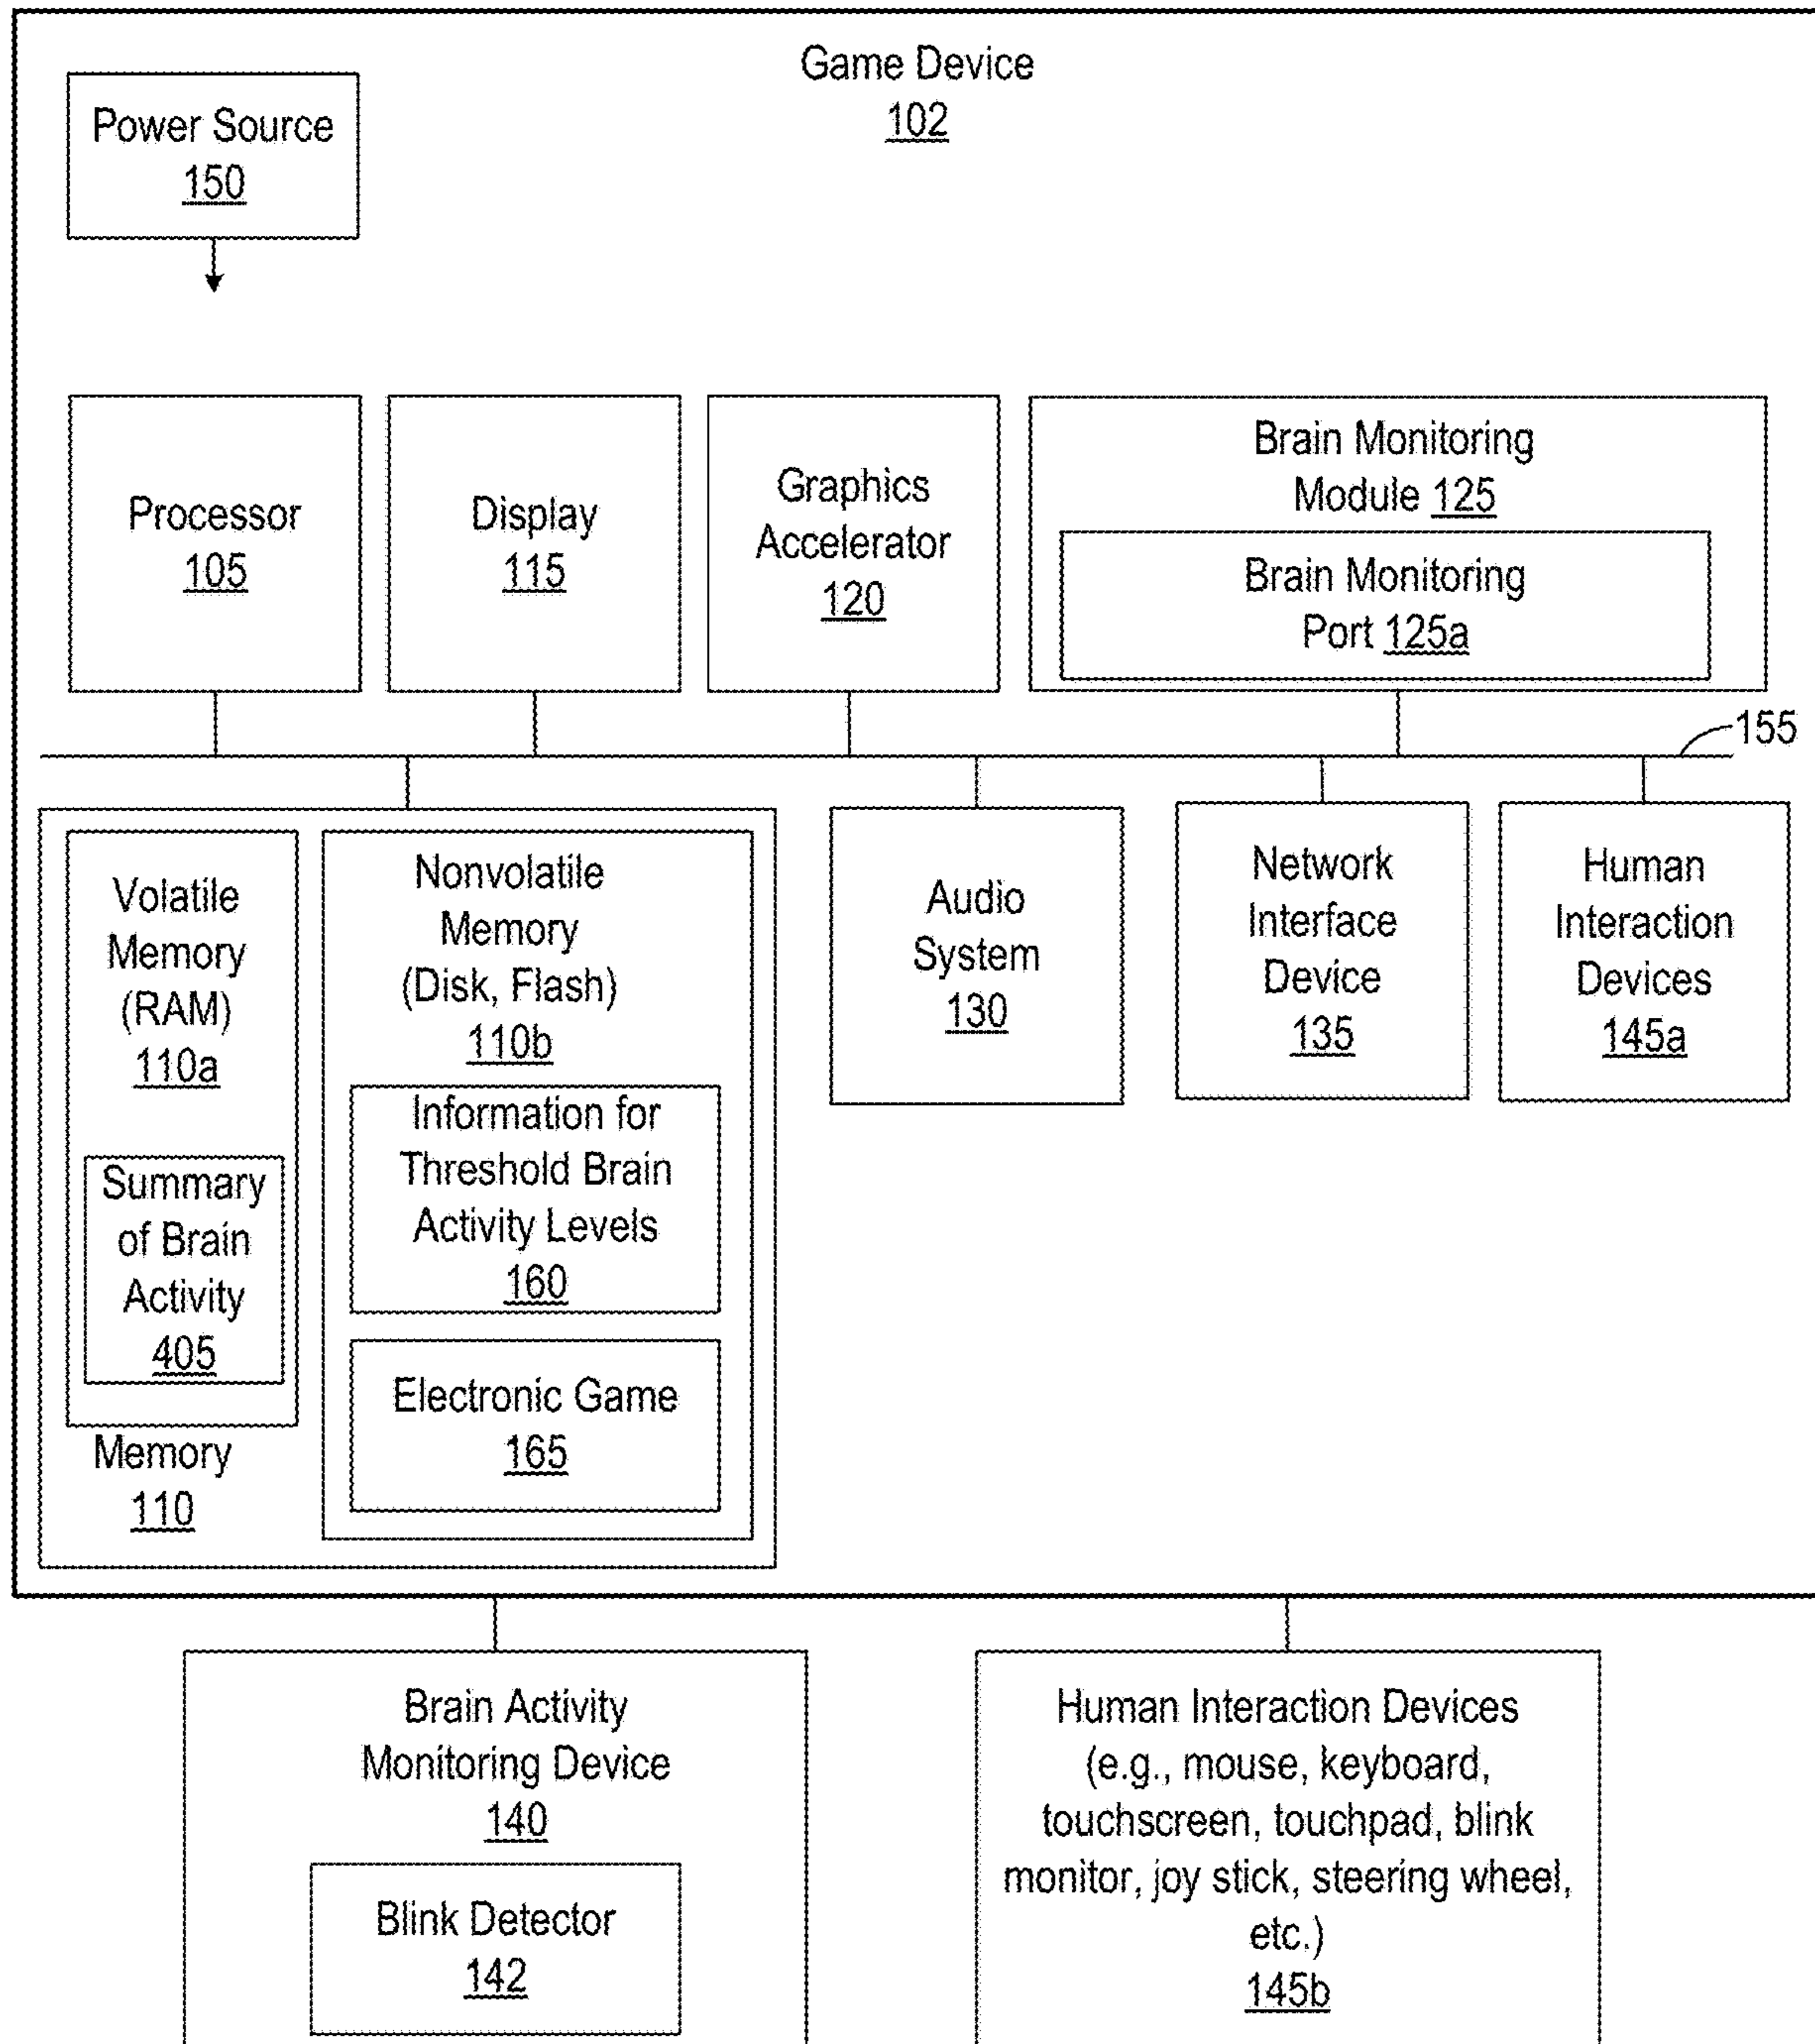 Game Device
102
Power Source
150
Processor
105
Display
115
Graphics
Accelerator
120
Brain Monitoring
Module 125
Brain Monitoring
Port 125a
155
Volatile
Memory
(RAM)
110a
Summary
of Brain
Activity
405
Memory
110
Nonvolatile
Memory
(Disk, Flash)
110b
Information for
Threshold Brain
Activity Levels
160
Electronic Game
165
Audio
System
130
Network
Interface
Device
135
Human
Interaction
Devices
145a
Brain Activity
Monitoring Device
140
Blink Detector
142
Human Interaction Devices
(e.g., mouse, keyboard,
touchscreen, touchpad, blink
monitor, joy stick, steering wheel,
etc.)
145b